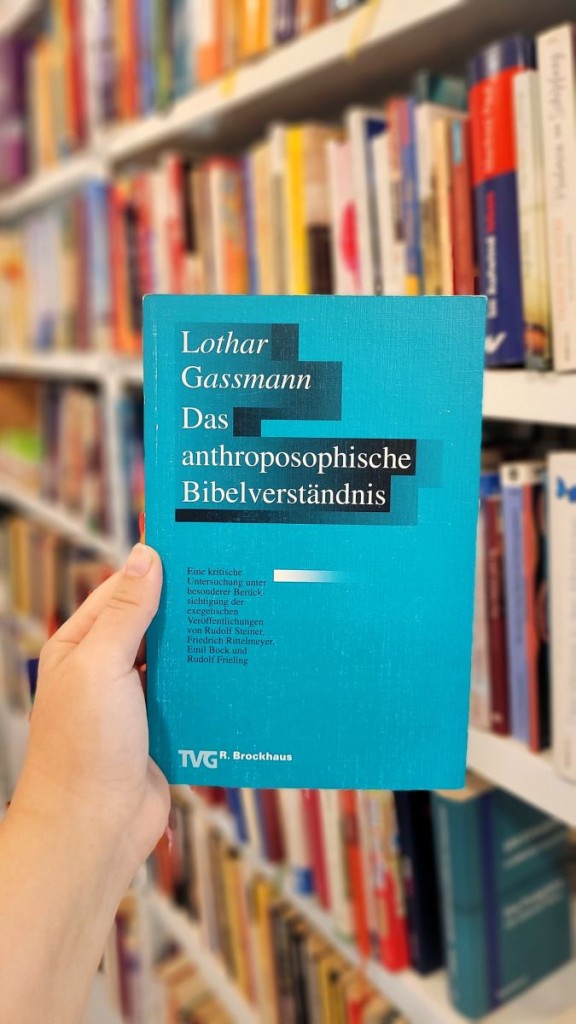 Lothar
Gassmann
Das
anthroposophische
Bibelverständnis
Eine kritische
Untersuchung unter
besonderer Berück-
sichtigung der
exegetischen
Veröffentlichungen
von Rudolf Steiner,
Friedrich Rittelmeyer,
Emil Bock und
Rudolf Frieling
TVG R. Brockhaus